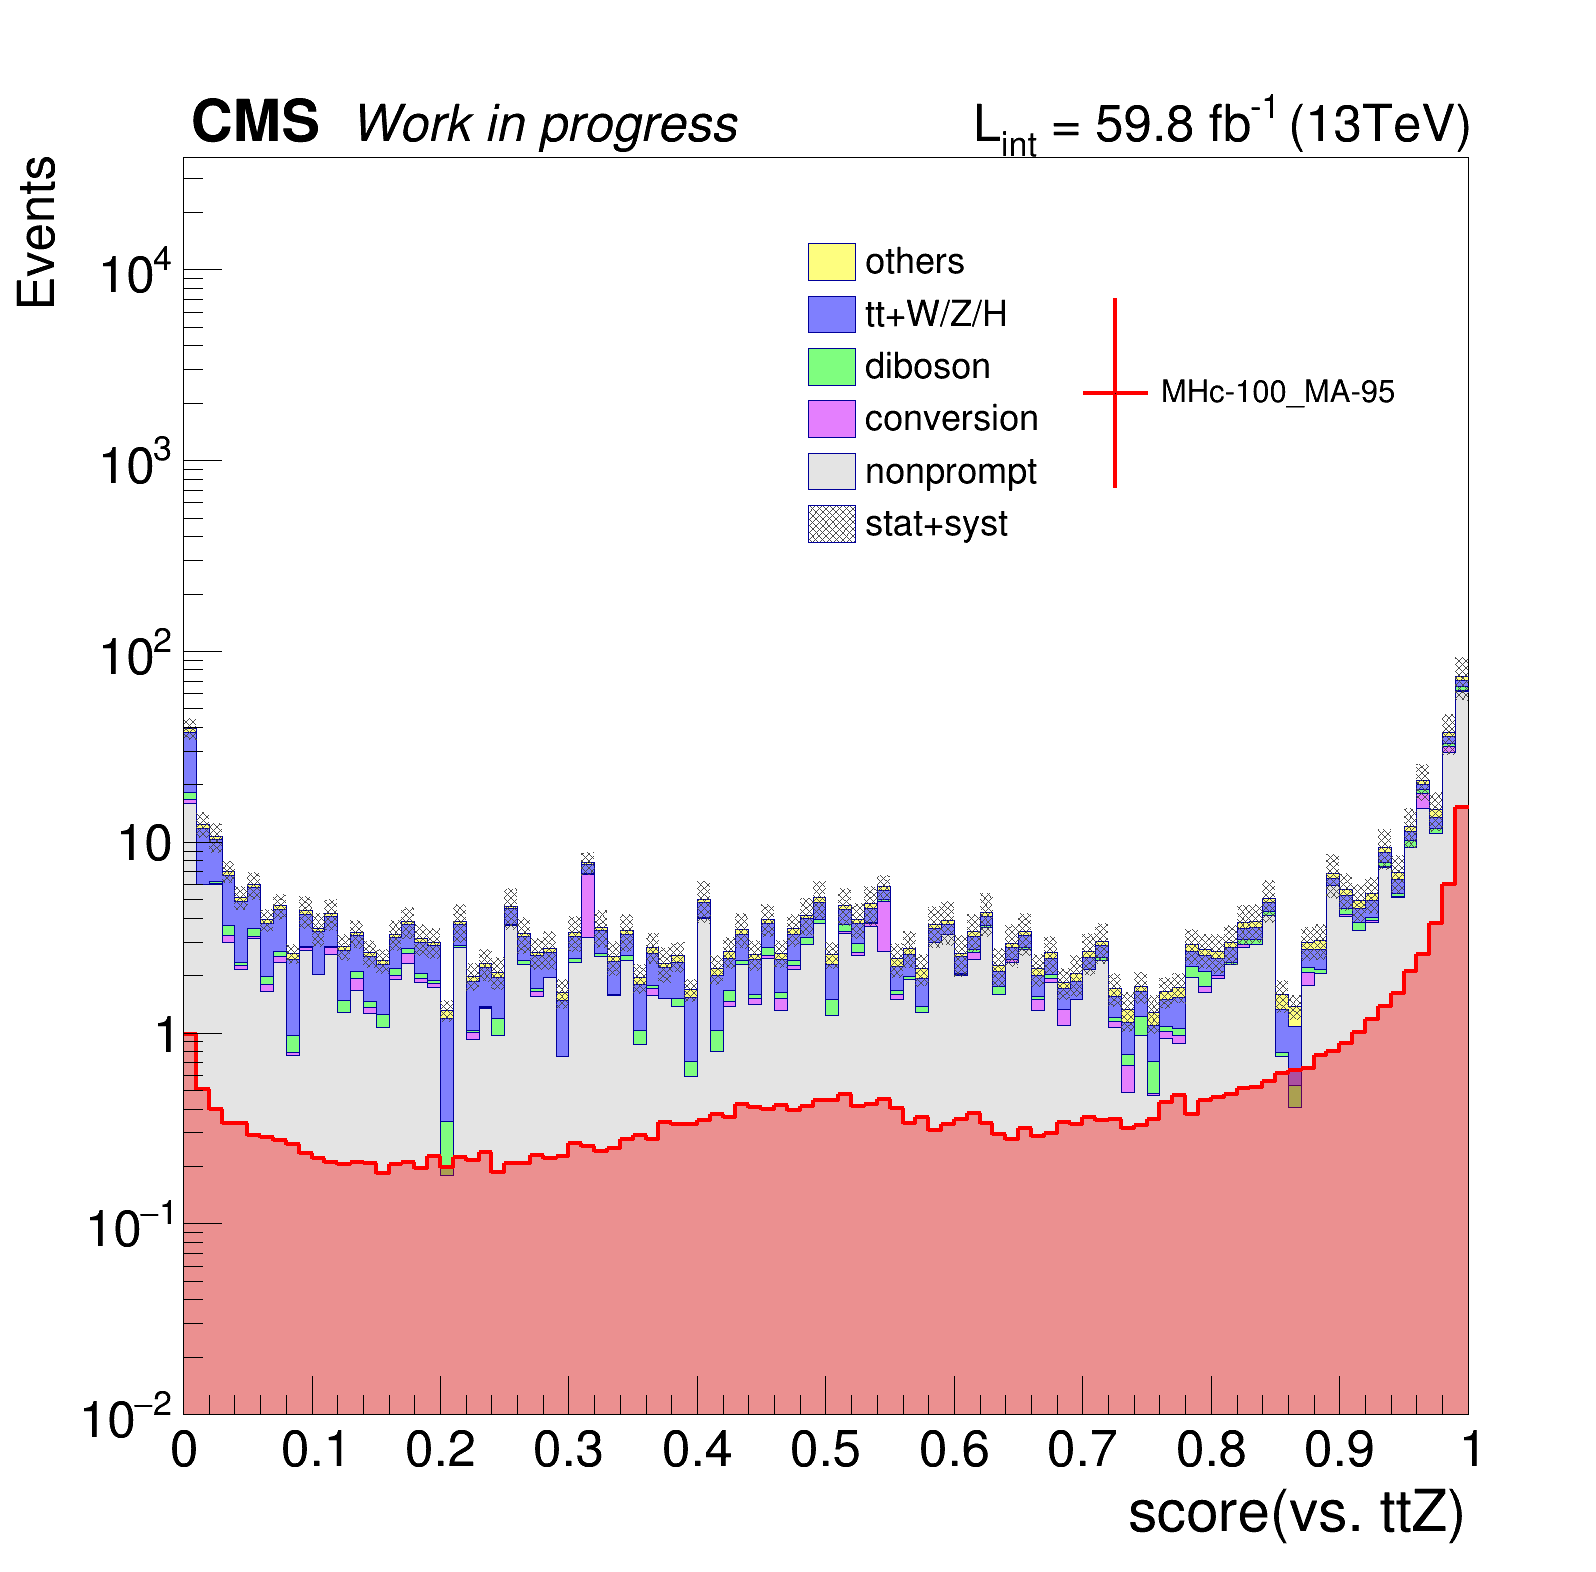 CMS Work in progress L_int = 59.8 fb^-1 (13TeV)
Events
others
tt+W/Z/H
diboson
conversion
nonprompt
stat+syst
MHc-100_MA-95
10^4
10^3
10^2
10
1
10^−1
10^−2
0 0.1 0.2 0.3 0.4 0.5 0.6 0.7 0.8 0.9 1
score(vs. ttZ)